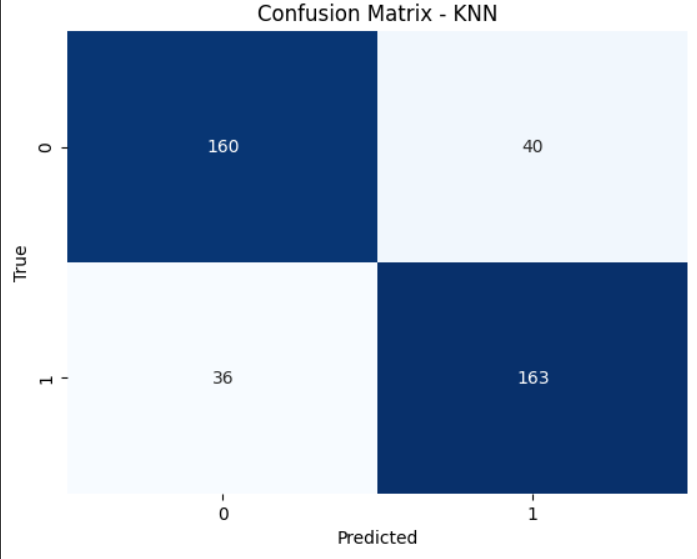 Confusion Matrix - KNN
0
160
40
True
1
36
163
0
1
Predicted